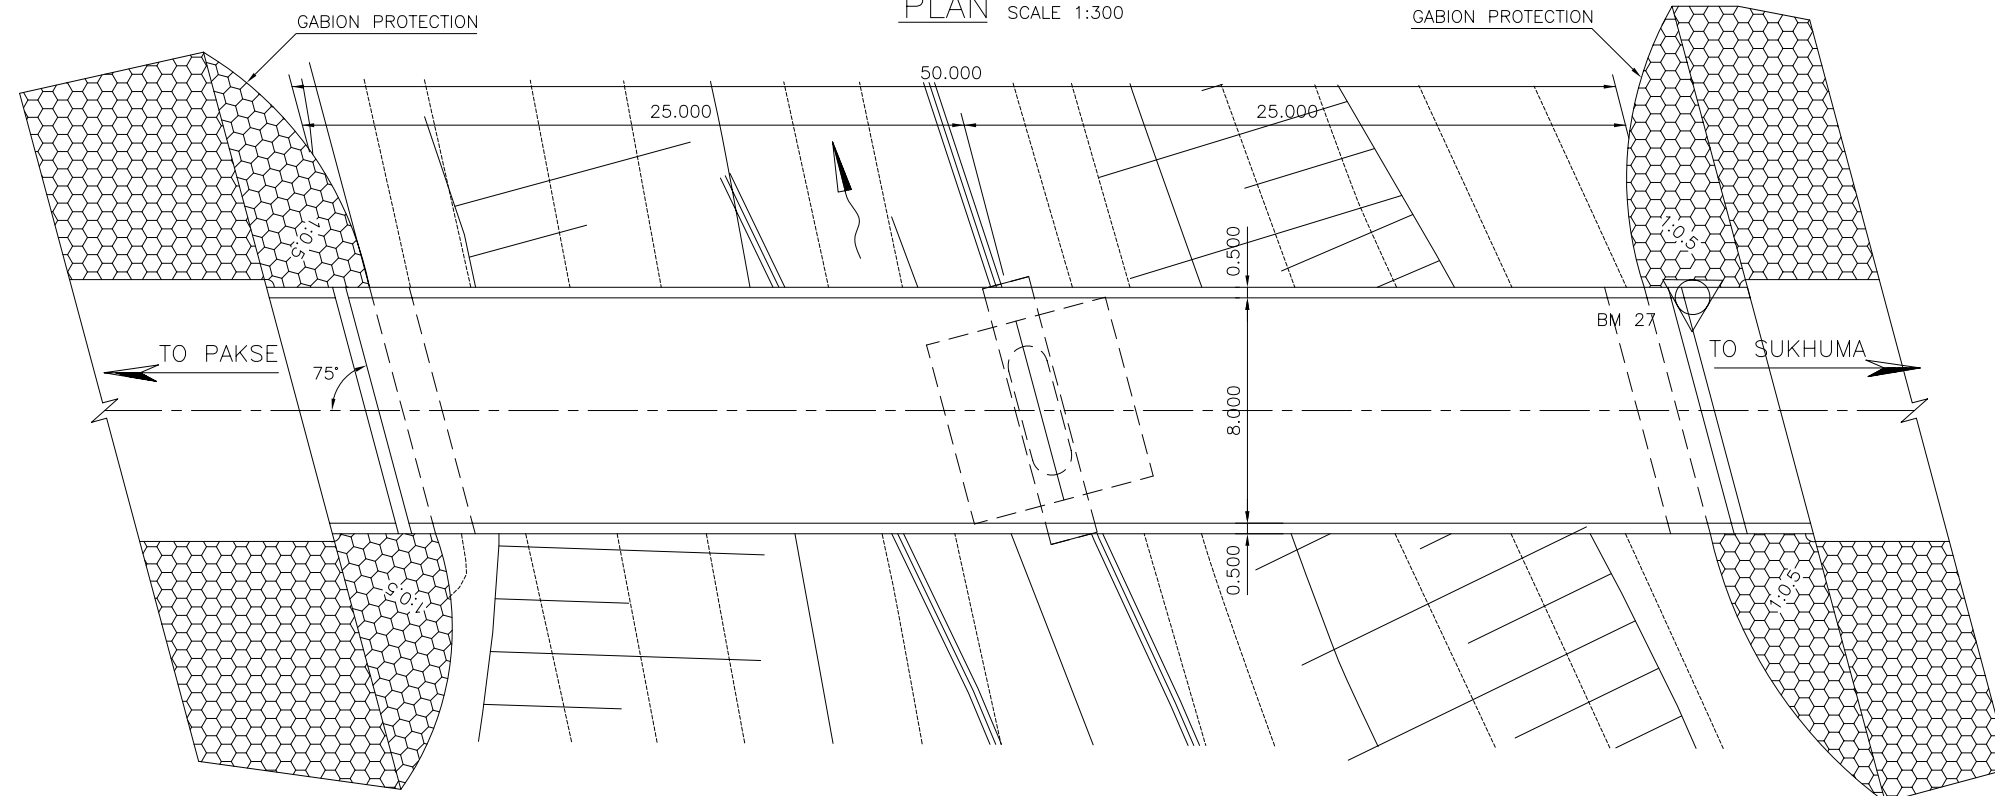 PLAN SCALE 1:300
GABION PROTECTION
GABION PROTECTION
50.000
25.000
25.000
1:0.5
1:0.5
0.500
BM 27
TO PAKSE
75°
TO SUKHUMA
8.000
0.500
1:0.5
1:0.5